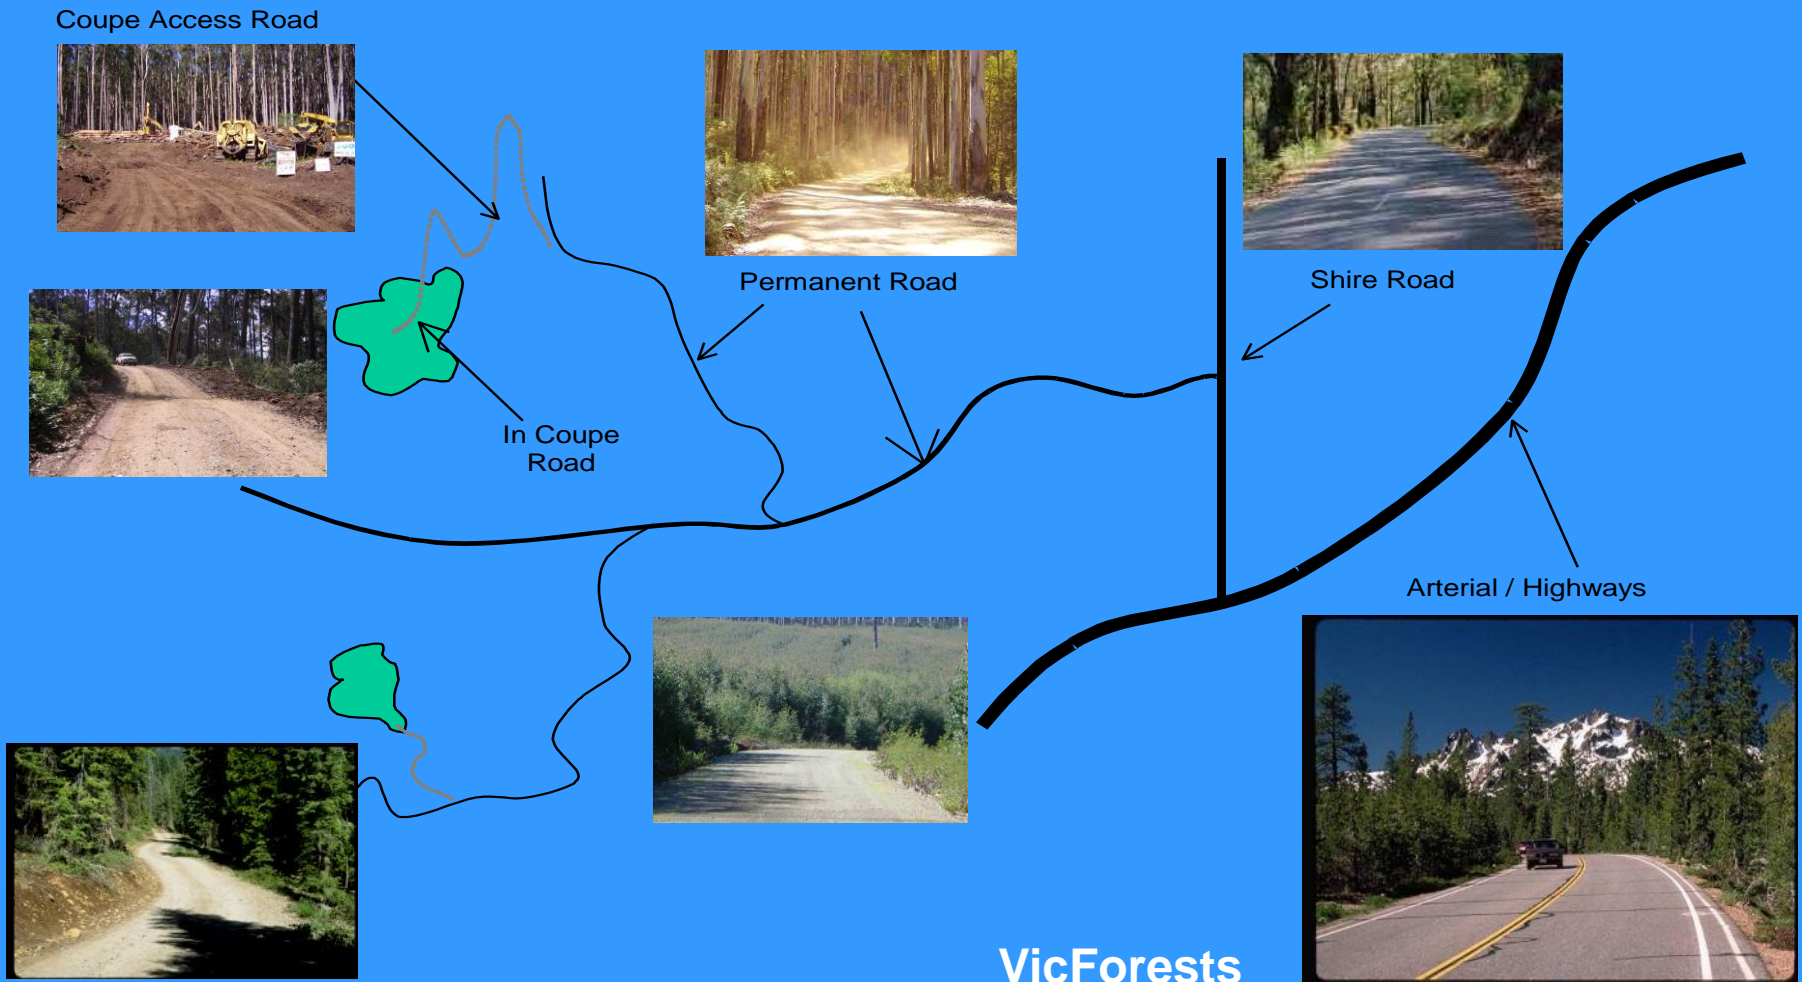 Coupe Access Road
Permanent Road
Shire Road
In Coupe
Road
Arterial / Highways
VicForests